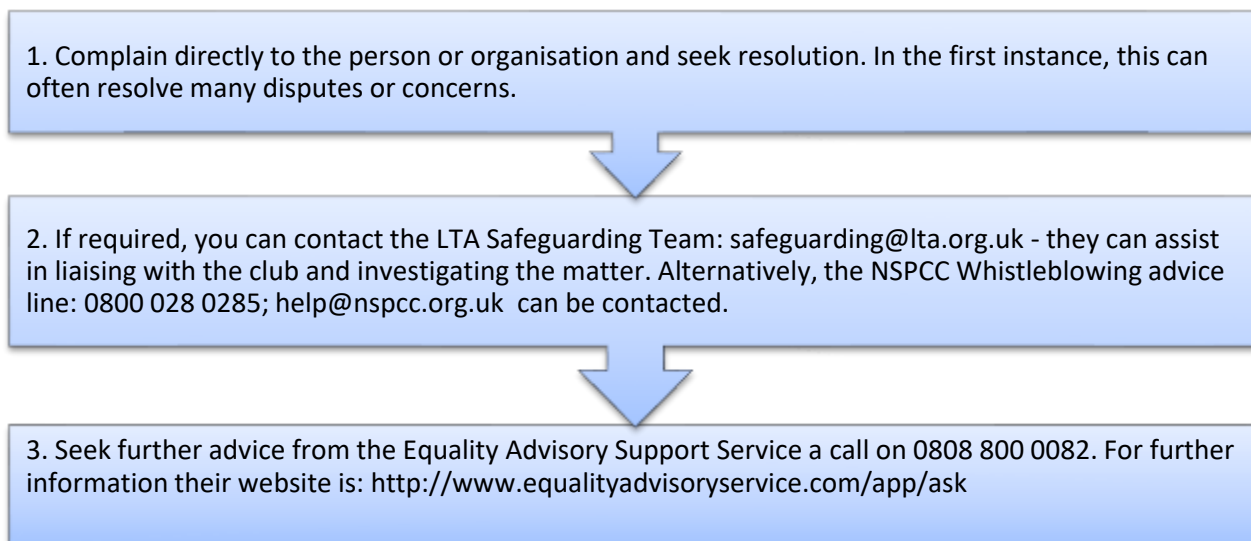 1. Complain directly to the person or organisation and seek resolution. In the first instance, this can
often resolve many disputes or concerns.
2. If required, you can contact the LTA Safeguarding Team: safeguarding@lta.org.uk - they can assist
in liaising with the club and investigating the matter. Alternatively, the NSPCC Whistleblowing advice
line: 0800 028 0285; help@nspcc.org.uk  can be contacted.
3. Seek further advice from the Equality Advisory Support Service a call on 0808 800 0082. For further
information their website is: http://www.equalityadvisoryservice.com/app/ask